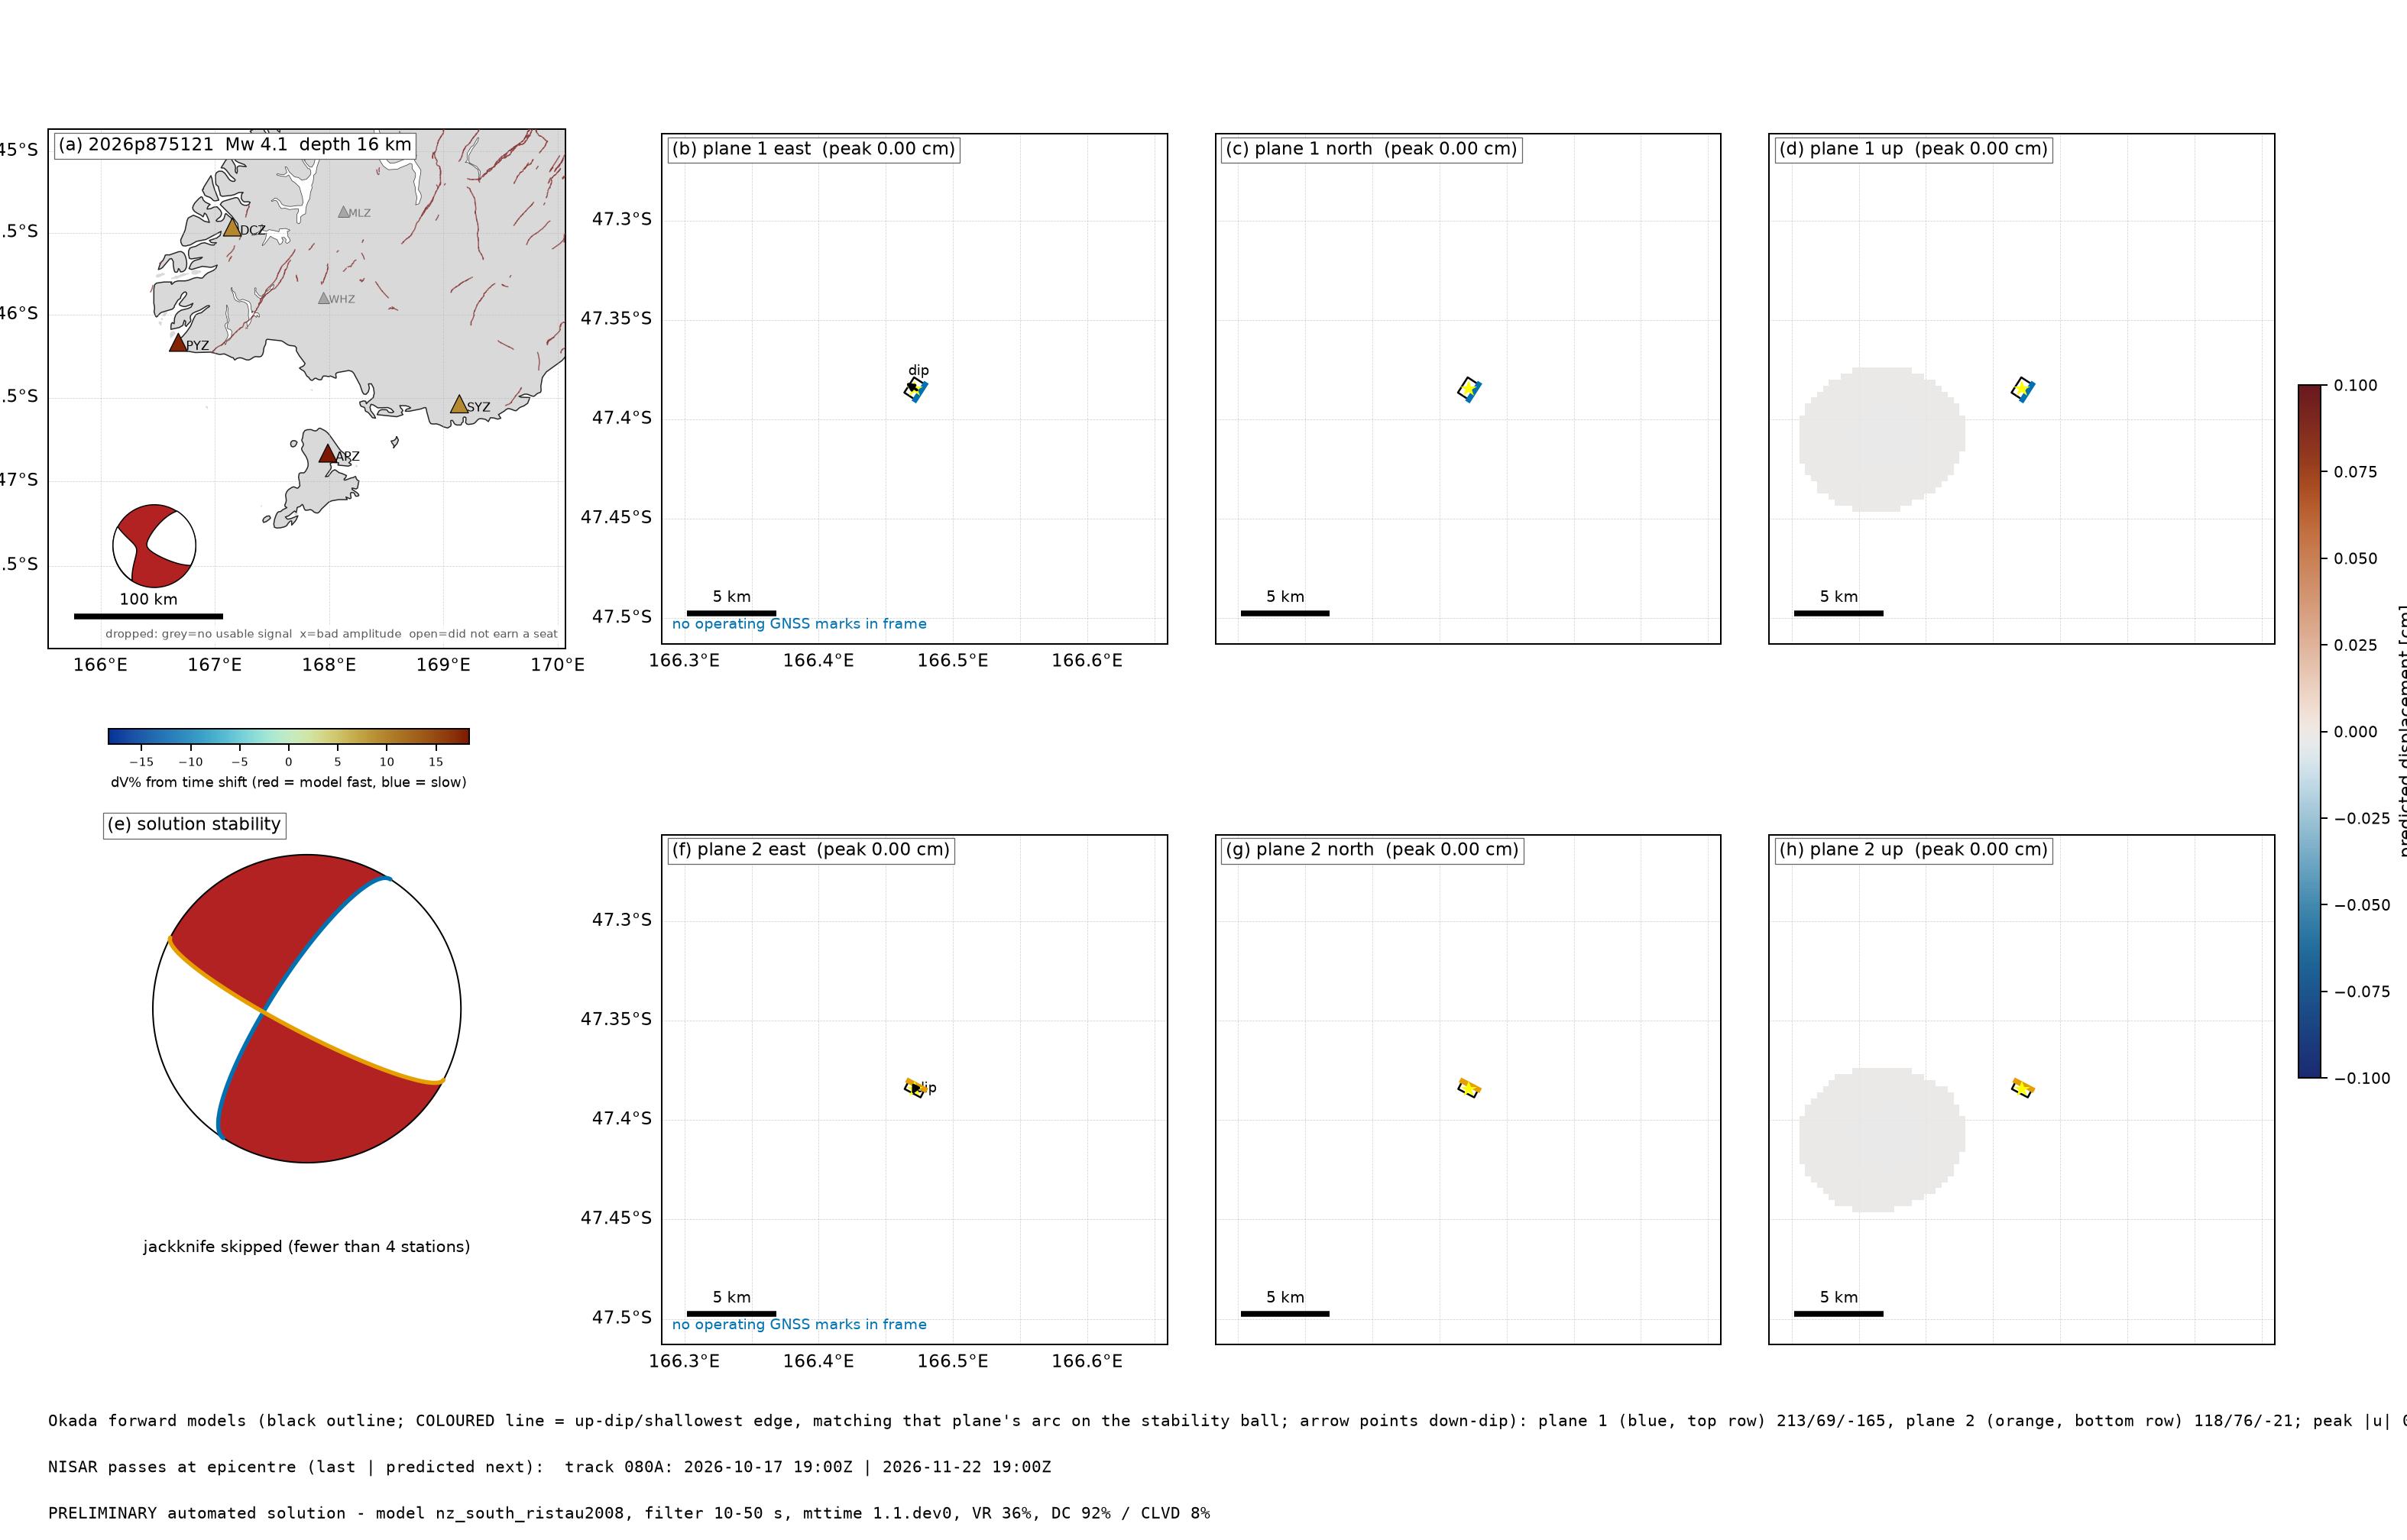 (a) 2026p875121  Mw 4.1  depth 16 km
45°S
.5°S
46°S
.5°S
47°S
.5°S
MLZ
DCZ
WHZ
PYZ
SYZ
APZ
100 km
dropped: grey=no usable signal  x=bad amplitude  open=did not earn a seat
166°E 167°E 168°E 169°E 170°E
(b) plane 1 east  (peak 0.00 cm)
47.3°S
47.35°S
47.4°S
47.45°S
47.5°S
dip
5 km
no operating GNSS marks in frame
166.3°E 166.4°E 166.5°E 166.6°E
(c) plane 1 north  (peak 0.00 cm)
5 km
(d) plane 1 up  (peak 0.00 cm)
5 km
0.100
0.075
0.050
0.025
0.000
−0.025
−0.050
−0.075
−0.100
predicted displacement [cm]
−15 −10 −5 0 5 10 15
dV% from time shift (red = model fast, blue = slow)
(e) solution stability
jackknife skipped (fewer than 4 stations)
(f) plane 2 east  (peak 0.00 cm)
47.3°S
47.35°S
47.4°S
47.45°S
47.5°S
dip
5 km
no operating GNSS marks in frame
166.3°E 166.4°E 166.5°E 166.6°E
(g) plane 2 north  (peak 0.00 cm)
5 km
(h) plane 2 up  (peak 0.00 cm)
5 km
Okada forward models (black outline; COLOURED line = up-dip/shallowest edge, matching that plane's arc on the stability ball; arrow points down-dip): plane 1 (blue, top row) 213/69/-165, plane 2 (orange, bottom row) 118/76/-21; peak |u|
NISAR passes at epicentre (last | predicted next):  track 080A: 2026-10-17 19:00Z | 2026-11-22 19:00Z
PRELIMINARY automated solution - model nz_south_ristau2008, filter 10-50 s, mttime 1.1.dev0, VR 36%, DC 92% / CLVD 8%